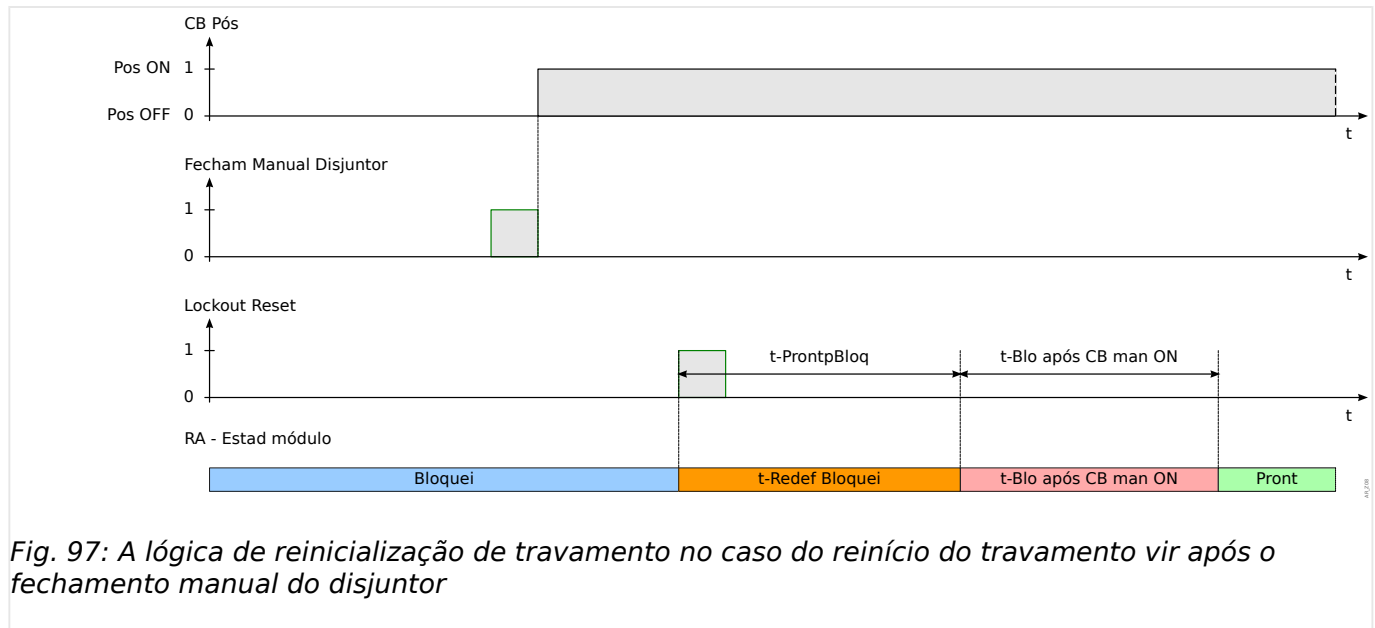 CB Pós
Pos ON 1
Pos OFF 0
t
Fecham Manual Disjuntor
1
0
t
Lockout Reset
1
t-ProntpBloq
t-Blo após CB man ON
0
t
RA - Estad módulo
Bloquei
t-Redef Bloquei
t-Blo após CB man ON
Pront
Fig. 97: A lógica de reinicialização de travamento no caso do reinício do travamento vir após o
fechamento manual do disjuntor